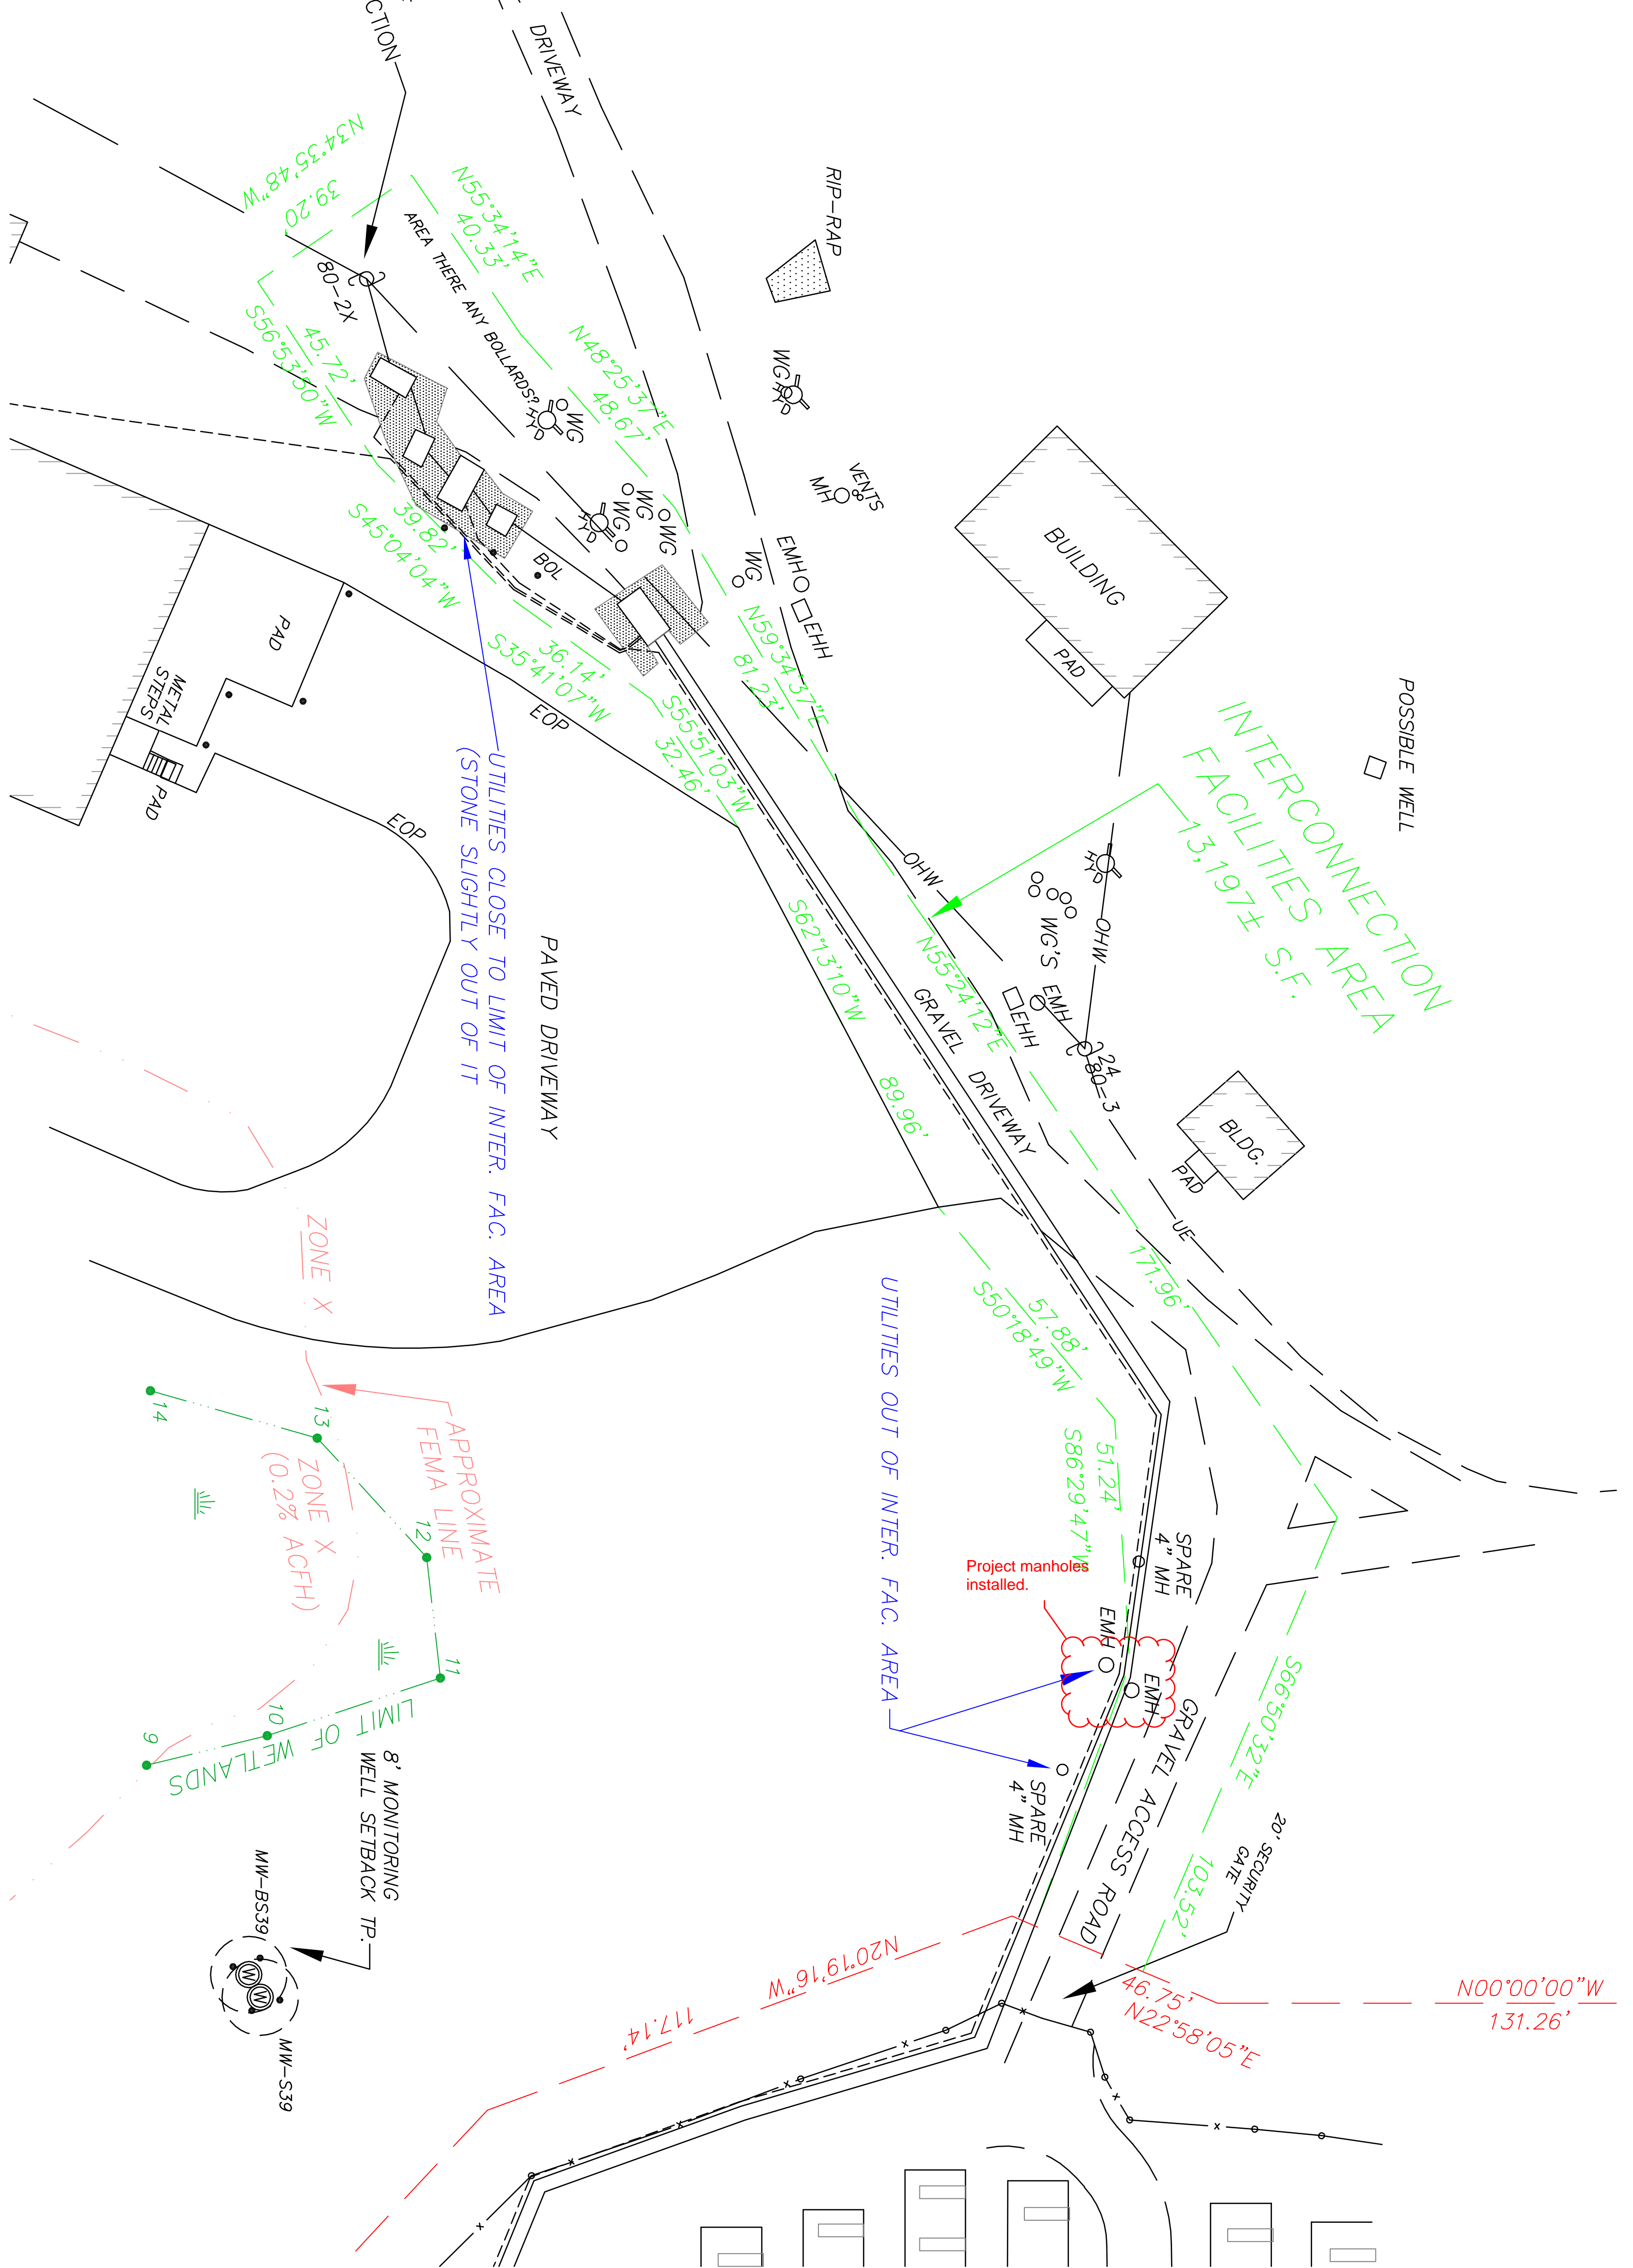 CTION
DRIVEWAY
N34°35'48"W
39.20
N55°34'14"E
40.33'
AREA THERE ANY BOLLARDS?
80-2X
45.72'
S56°53'50"W
RIP-RAP
N48°25'37"E
48.67'
WG
HYD
WG
HYD
VENTS
MH
WG
WG
WG
HYD
WG
EMH
EHH
BOL
39.82'
S45°04'04"W
BUILDING
PAD
POSSIBLE WELL
N59°34'37"E
81.23'
36.14'
S35°41'07"W
EOP
S55°51'03"W
32.46'
PAD
METAL
STEPS
PAD
EOP
INTERCONNECTION
FACILITIES AREA
13,197± S.F.
UTILITIES CLOSE TO LIMIT OF INTER. FAC. AREA
(STONE SLIGHTLY OUT OF IT
PAVED DRIVEWAY
OHW
HYD
WG'S
OHW
EMH
EHH
24
80-3
S62°13'10"W
89.96'
N55°24'12"E
171.96'
GRAVEL DRIVEWAY
BLDG.
PAD
UE
ZONE X
57.88'
S50°18'49"W
51.24'
S86°29'47"W
UTILITIES OUT OF INTER. FAC. AREA
APPROXIMATE
FEMA LINE
ZONE X
(0.2% ACFH)
14
13
12
11
10
9
LIMIT OF WETLANDS
SPARE
4" MH
Project manholes
installed.
EMH
EMH
SPARE
4" MH
GRAVEL ACCESS ROAD
S66°50'32"E
103.52'
20' SECURITY
GATE
8' MONITORING
WELL SETBACK TP.
MW-BS39
W
W
MW-S39
N20°19'16"W
117.14'
46.75'
N22°58'05"E
N00°00'00"W
131.26'
x
x
x
x
x
x
x
x